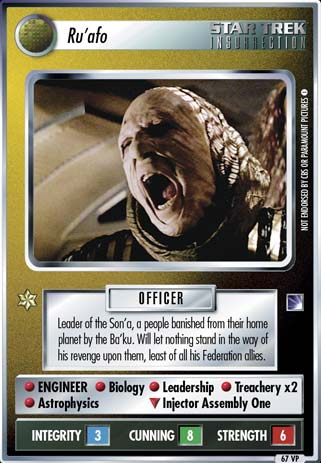 Ru'afo
STAR TREK
INSURRECTION
NOT ENDORSED BY CBS OR PARAMOUNT PICTURES
OFFICER
Leader of the Son'a, a people banished from their home
planet by the Ba'ku. Will let nothing stand in the way of
his revenge upon them, least of all his Federation allies.
ENGINEER Biology Leadership Treachery x2
Astrophysics Injector Assembly One
INTEGRITY 3 CUNNING 8 STRENGTH 6
67 VP